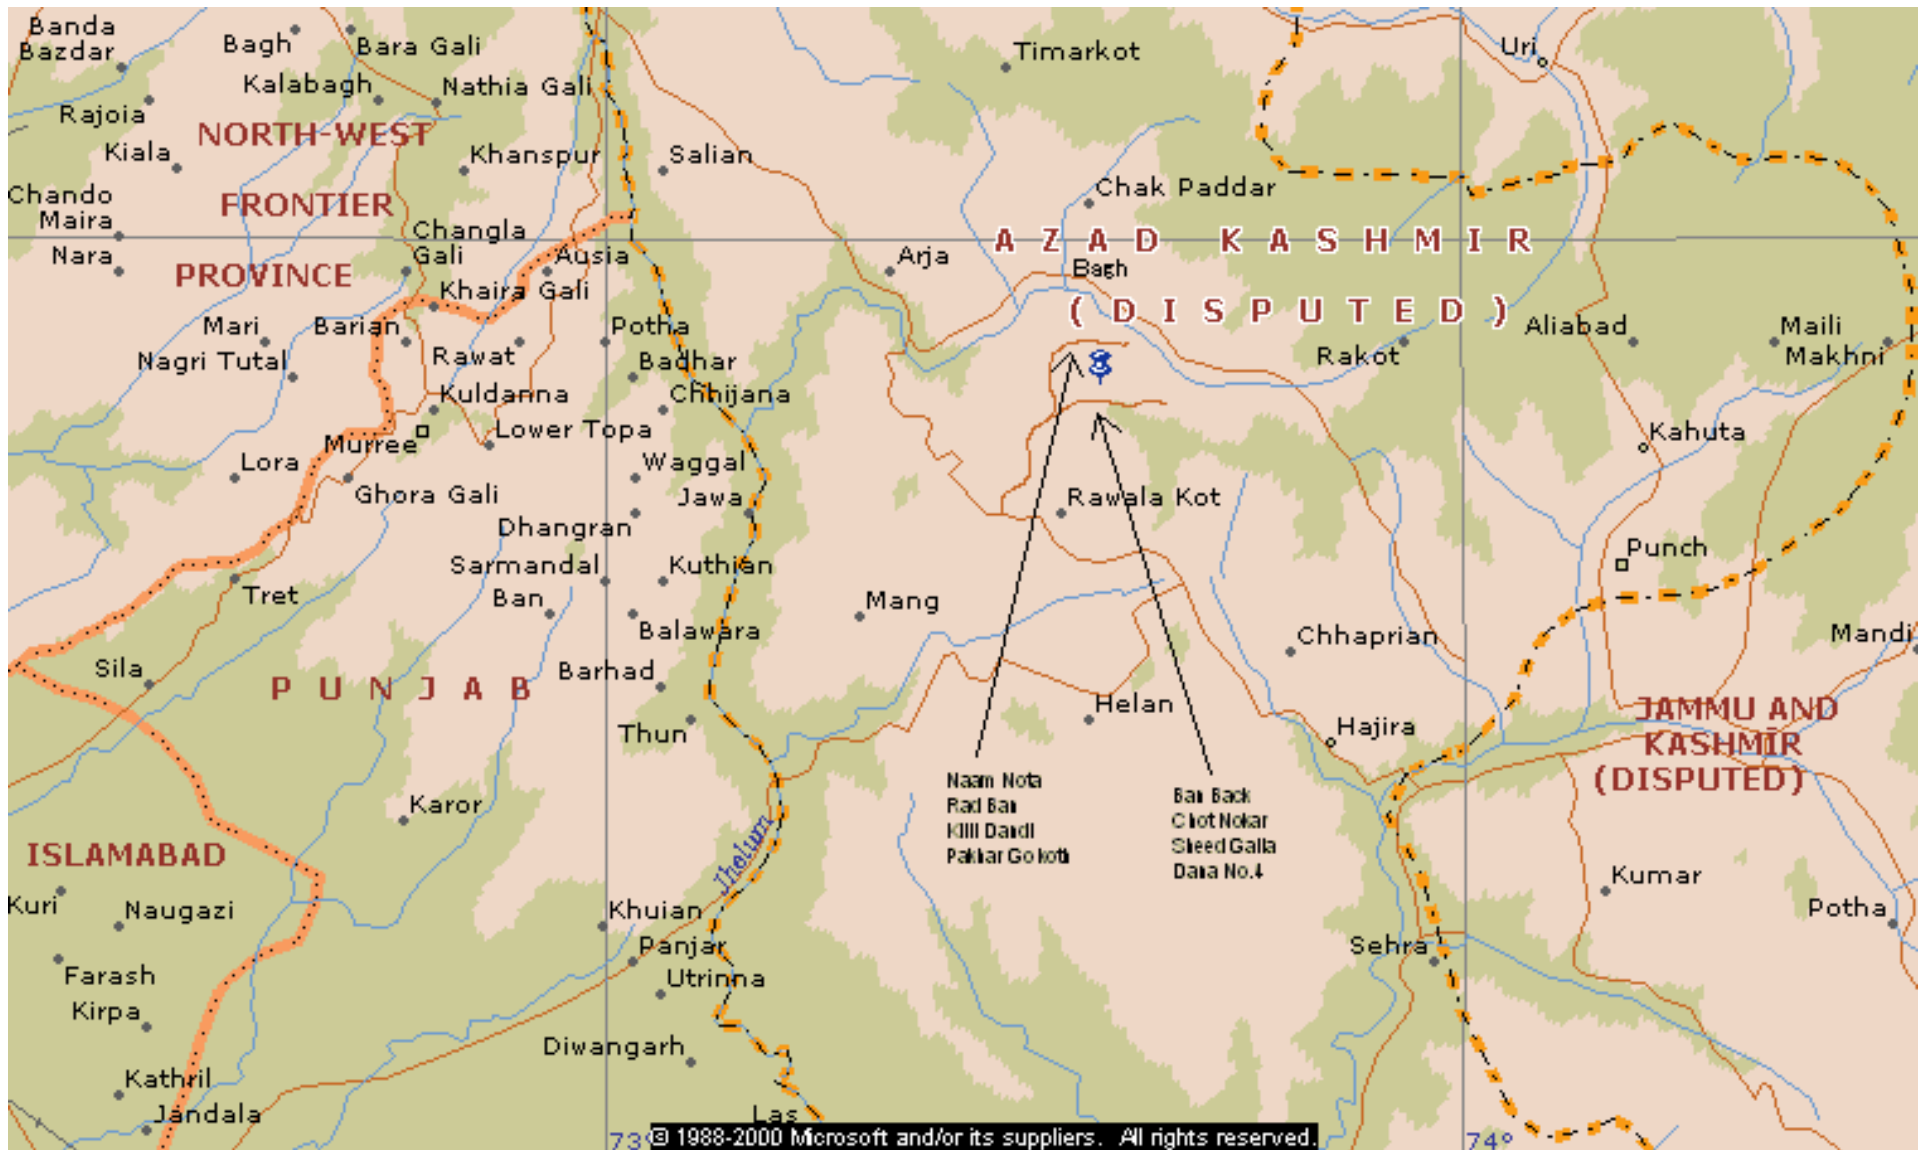 Banda
Bazdar
Bagh
Bara Gali
Timarkot
Uri
Kalabagh
Nathia Gali
Rajoia
NORTH-WEST
Kiala
Khanspur
Salian
Chak Paddar
Chando
Maira
FRONTIER
Changla
Gali
AZAD KASHMIR
Nara
PROVINCE
Ausia
Arja
Bagh
Khaira Gali
(DISPUTED)
Mari
Barian
Rawat
Potha
Rakot
Aliabad
Maili
Makhni
Nagri Tutal
Badhar
Kuldanna
Chhijana
Murree
Lower Topa
Kahuta
Lora
Waggal
Ghora Gali
Jawa
Rawala Kot
Dhangran
Punch
Sarmandal
Kuthian
Tret
Ban
Mang
Balawara
Chhaprian
Mandi
Sila
PUNJAB
Barhad
Helan
JAMMU AND
KASHMIR
(DISPUTED)
Thun
Hajira
Naam Nota
Rad Ban
Killi Dandi
Pakhar Gokoth
Ban Back
Chot Nokar
Sheed Galla
Dana No.4
Karor
Jhelum
ISLAMABAD
Kuri
Naugazi
Khuian
Kumar
Potha
Panjar
Sehra
Farash
Utrinna
Kirpa
Diwangarh
Kathril
Jandala
Las
73°
© 1988-2000 Microsoft and/or its suppliers. All rights reserved.
74°